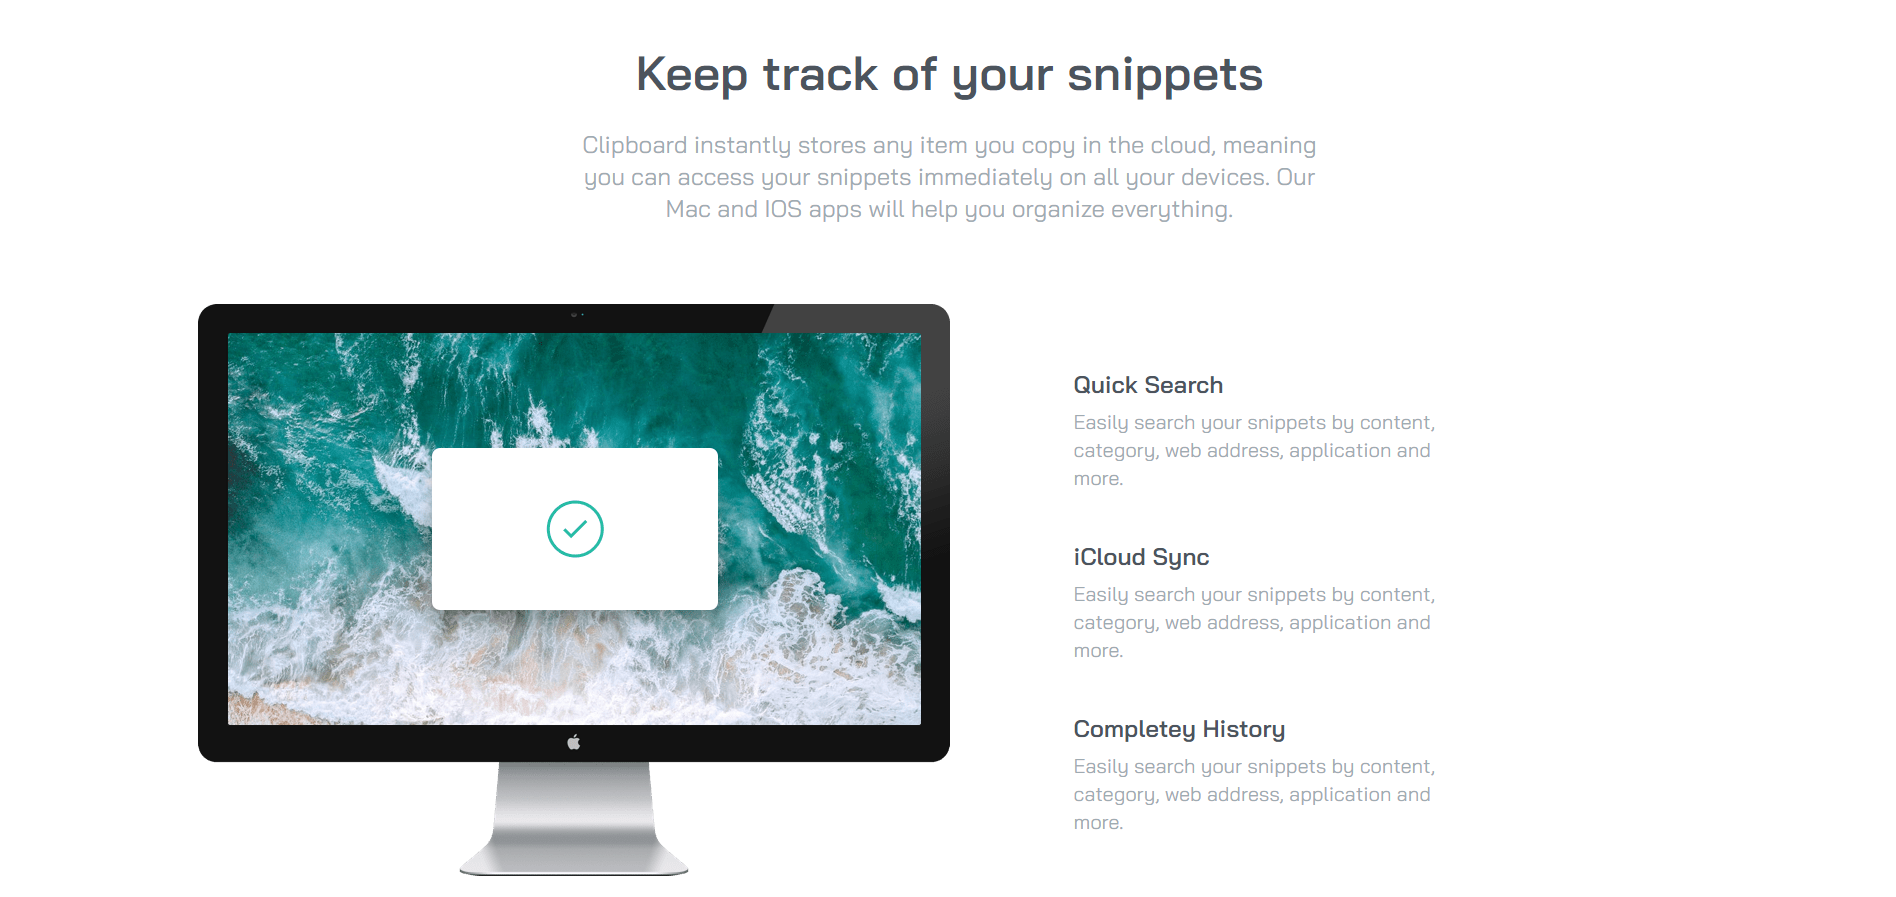 Keep track of your snippets
Clipboard instantly stores any item you copy in the cloud, meaning
you can access your snippets immediately on all your devices. Our
Mac and IOS apps will help you organize everything.
Quick Search
Easily search your snippets by content,
category, web address, application and
more.
iCloud Sync
Easily search your snippets by content,
category, web address, application and
more.
Completey History
Easily search your snippets by content,
category, web address, application and
more.